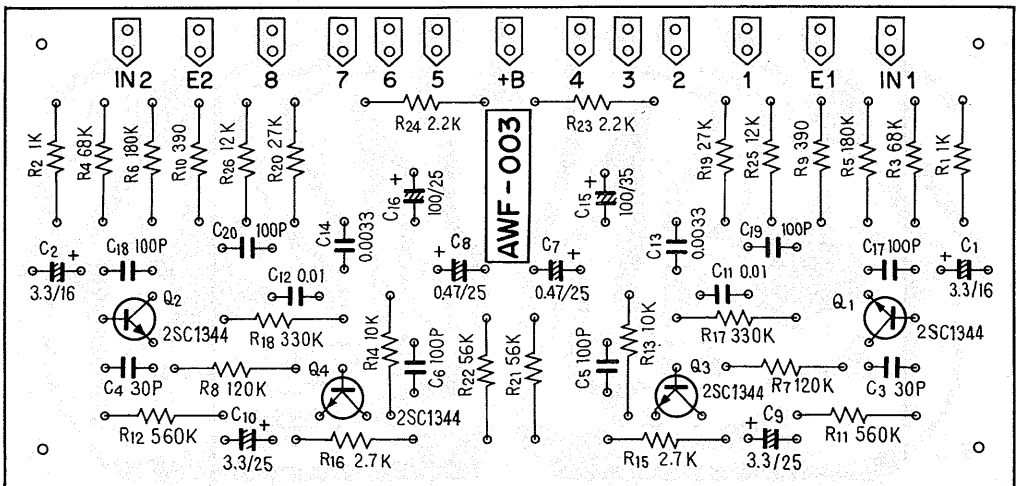 IN2 E2 8 7 6 5 +B 4 3 2 1 E1 IN1
R24 2.2K
R23 2.2K
R2 1K
R4 68K
R6 180K
R10 390
R26 12K
R20 27K
C16 + 100/25
AWF-003
C15 + 100/35
R19 27K
R25 12K
R9 390
R5 180K
R3 68K
R1 1K
C2 +
3.3/16
C18 100P
C20 100P
C14 0.0033
C8 +
0.47/25
C7 +
0.47/25
C13 0.0033
C19 100P
C17 100P
C1 +
3.3/16
C12 0.01
C11 0.01
Q2
2SC1344
R18 330K
R14 10K
C6 100P
R22 56K
R21 56K
C5 100P
R13 10K
R17 330K
Q1
2SC1344
C4 30P
R8 120K
Q4
2SC1344
Q3
2SC1344
R7 120K
C3 30P
R12 560K
C10 +
3.3/25
R16 2.7K
R15 2.7K
C9 +
3.3/25
R11 560K